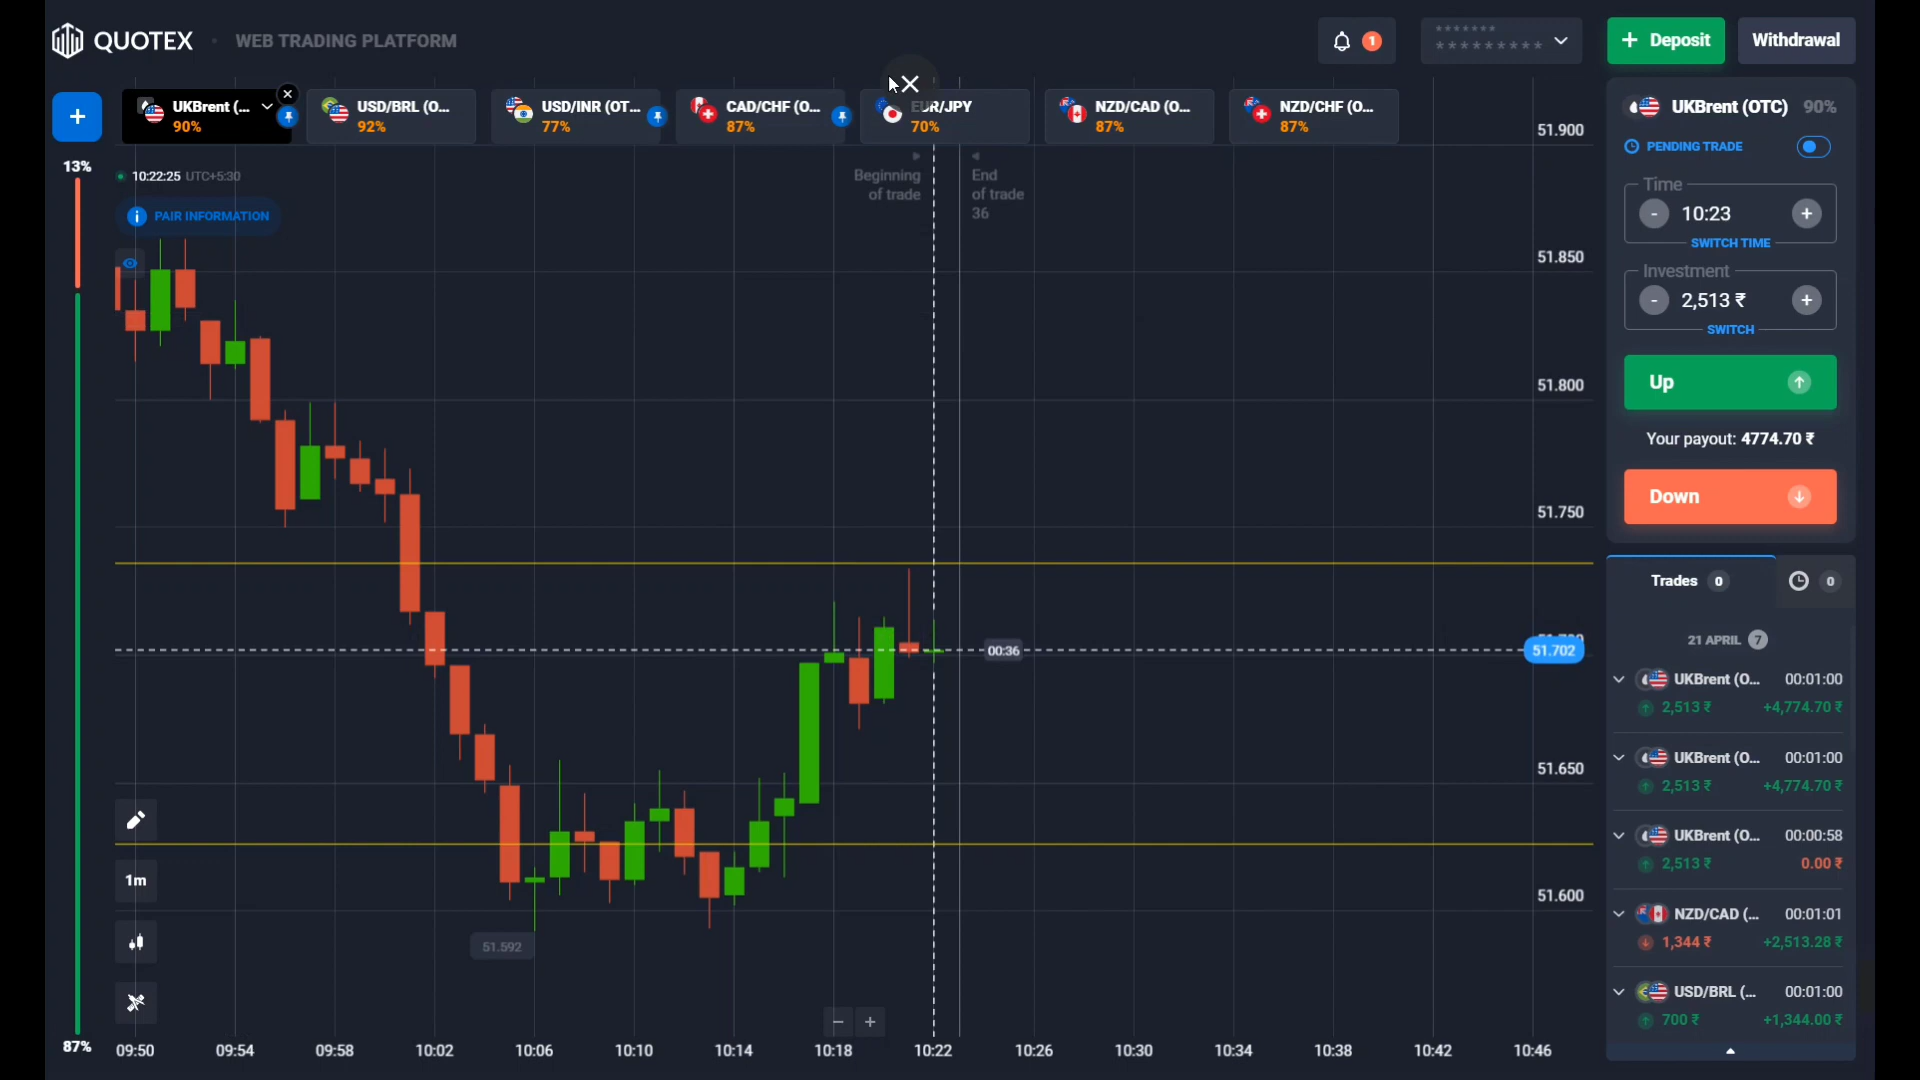 QUOTEX
WEB TRADING PLATFORM
1
*******
*********
+ Deposit
Withdrawal
+
UKBrent (...
90%
USD/BRL (O...
92%
USD/INR (OT...
77%
CAD/CHF (O...
87%
EUR/JPY
70%
NZD/CAD (O...
87%
NZD/CHF (O...
87%
13%
87%
10:22:25 UTC+5:30
PAIR INFORMATION
Beginning
of trade
End
of trade
36
51.900
51.850
51.800
51.750
51.702
51.650
51.600
00:36
51.592
1m
09:50
09:54
09:58
10:02
10:06
10:10
10:14
10:18
10:22
10:26
10:30
10:34
10:38
10:42
10:46
UKBrent (OTC) 90%
PENDING TRADE
Time
- 10:23 +
SWITCH TIME
Investment
- 2,513 ₹ +
SWITCH
Up
Your payout: 4774.70 ₹
Down
Trades 0
0
21 APRIL 7
UKBrent (O... 00:01:00
2,513 ₹ +4,774.70 ₹
UKBrent (O... 00:01:00
2,513 ₹ +4,774.70 ₹
UKBrent (O... 00:00:58
2,513 ₹ 0.00 ₹
NZD/CAD (... 00:01:01
1,344 ₹ +2,513.28 ₹
USD/BRL (... 00:01:00
700 ₹ +1,344.00 ₹